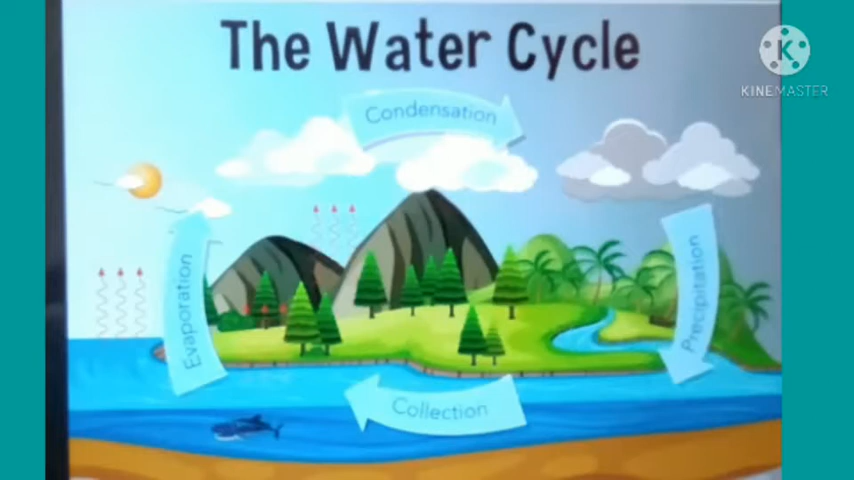 The Water Cycle
K
KINEMASTER
Condensation
Evaporation
Precipitation
Collection